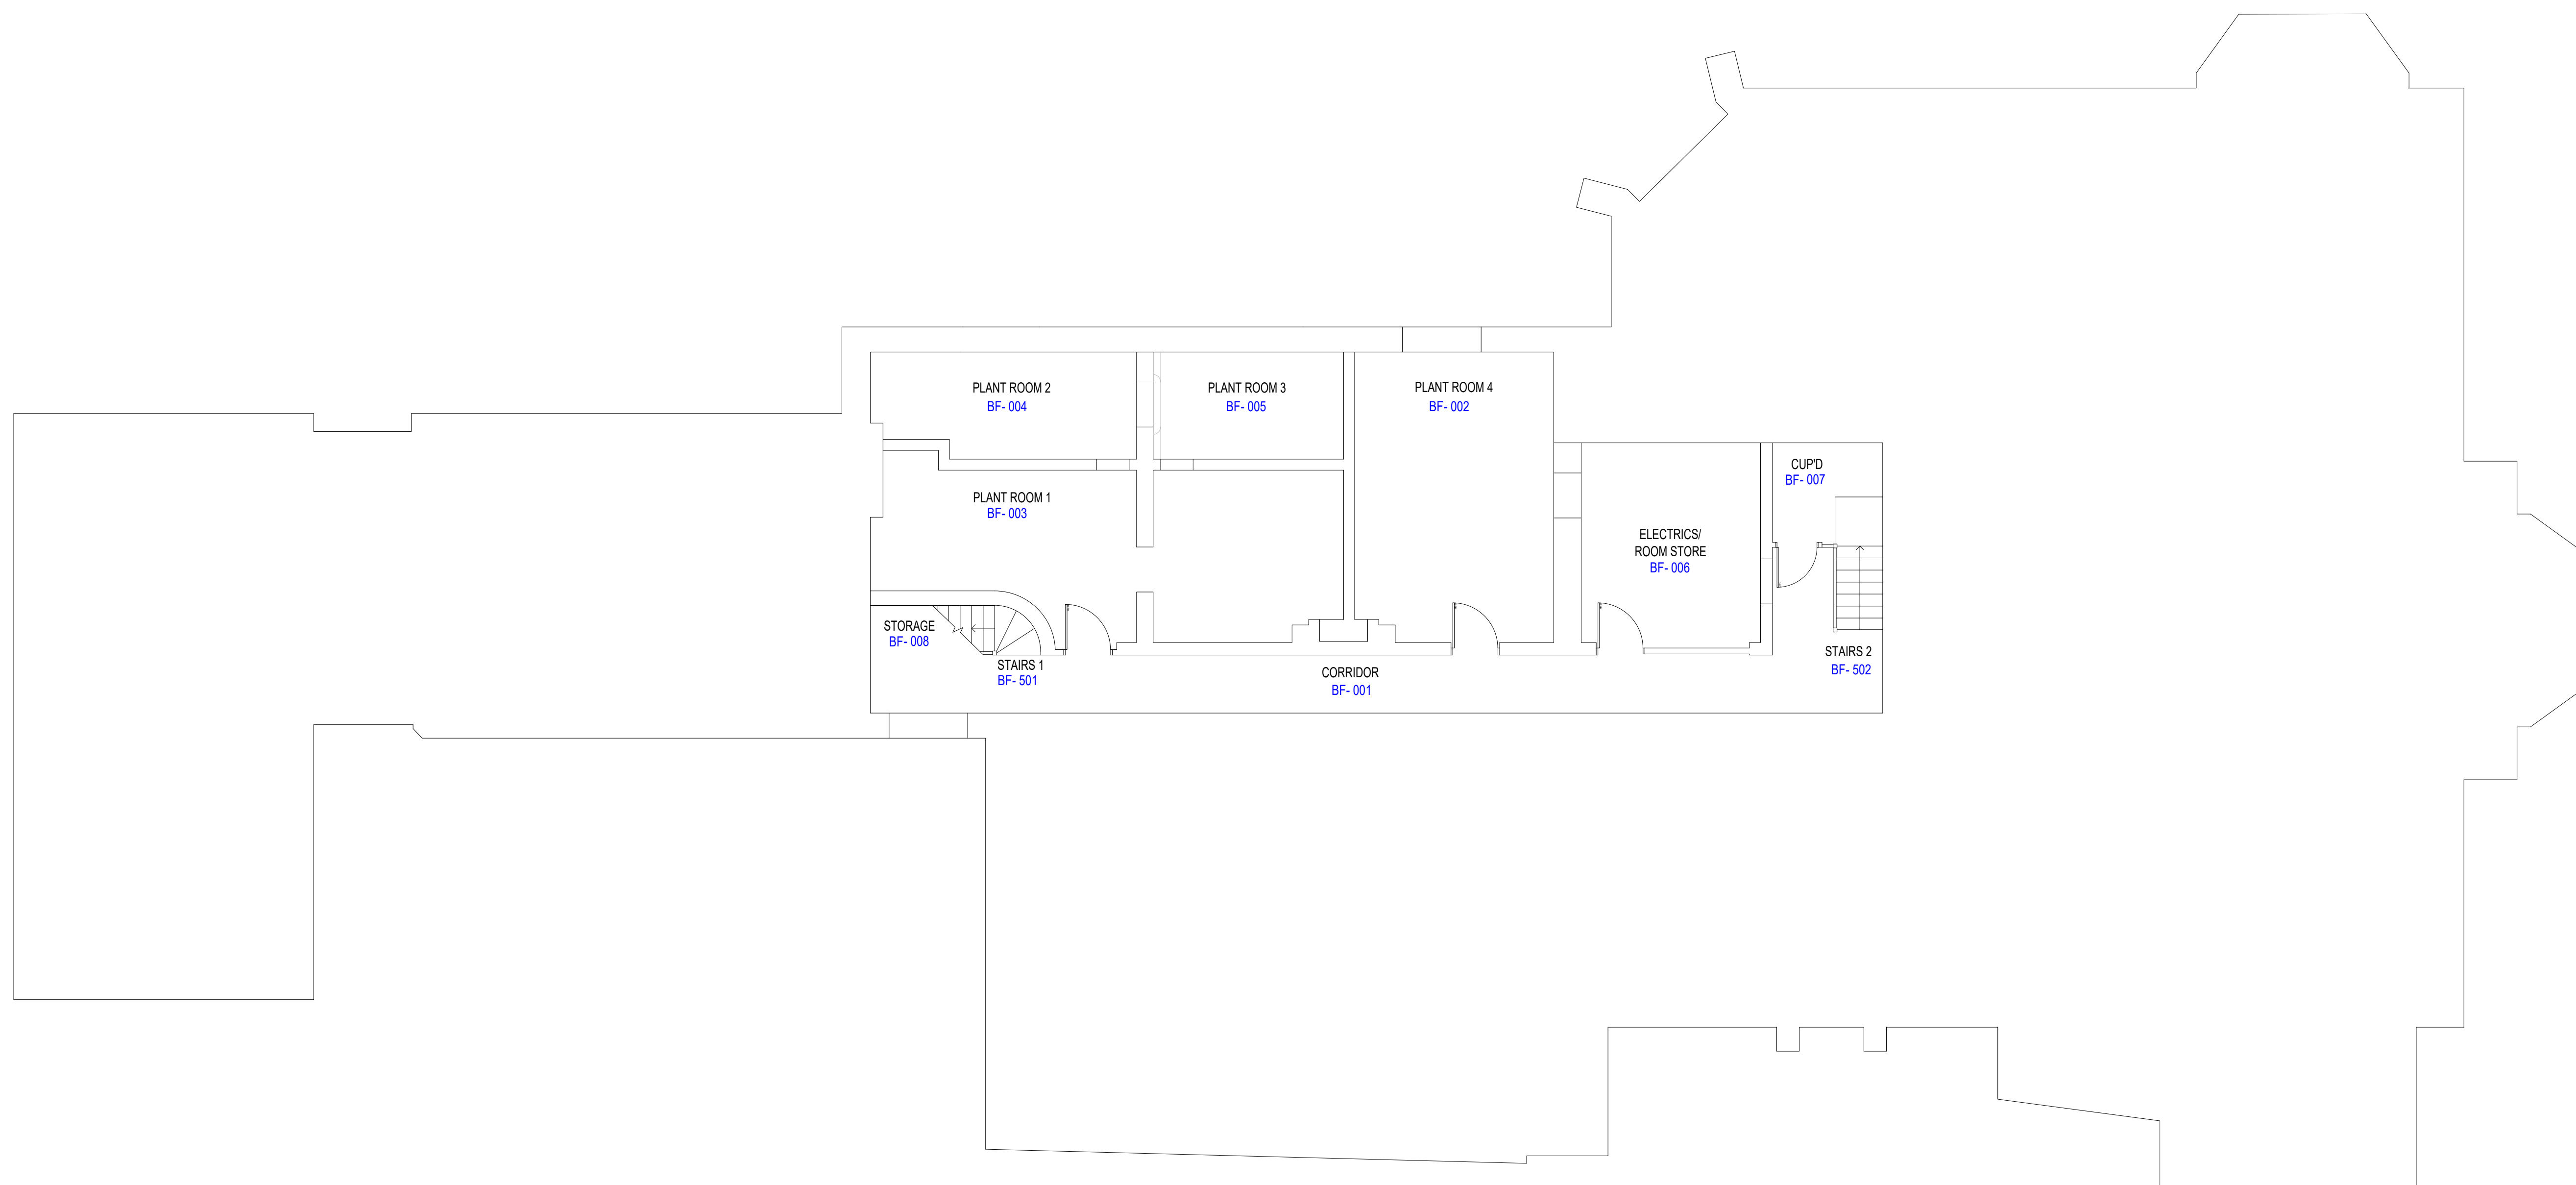 PLANT ROOM 2
BF- 004
PLANT ROOM 3
BF- 005
PLANT ROOM 4
BF- 002
CUP'D
BF- 007
PLANT ROOM 1
BF- 003
ELECTRICS/
ROOM STORE
BF- 006
STORAGE
BF- 008
STAIRS 1
BF- 501
CORRIDOR
BF- 001
STAIRS 2
BF- 502